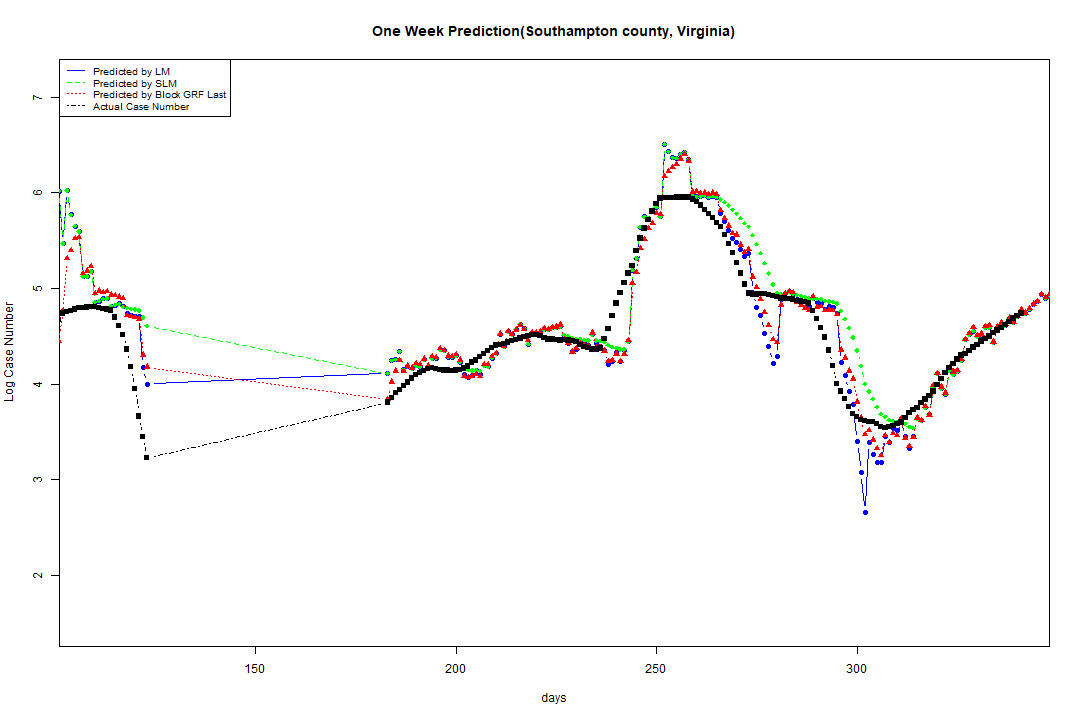 One Week Prediction(Southampton county, Virginia)
Predicted by LM
Predicted by SLM
Predicted by Block GRF Last
Actual Case Number
7
6
5
4
3
2
Log Case Number
150
200
250
300
days